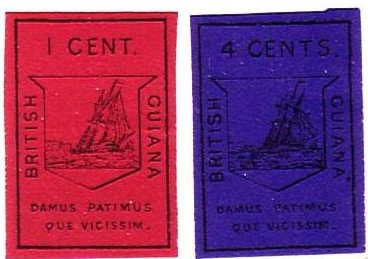 1 CENT.
BRITISH
GUIANA
DAMUS PATIMUS
QUE VICISSIM.
4 CENTS.
BRITISH
GUIANA
DAMUS PATIMUS
QUE VICISSIM.